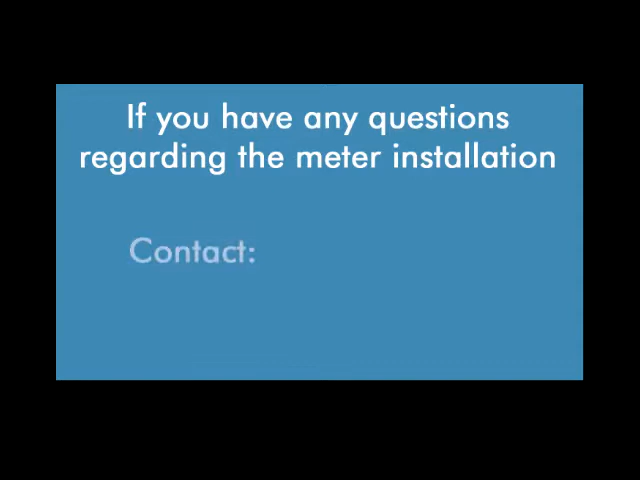 If you have any questions
regarding the meter installation
Contact: